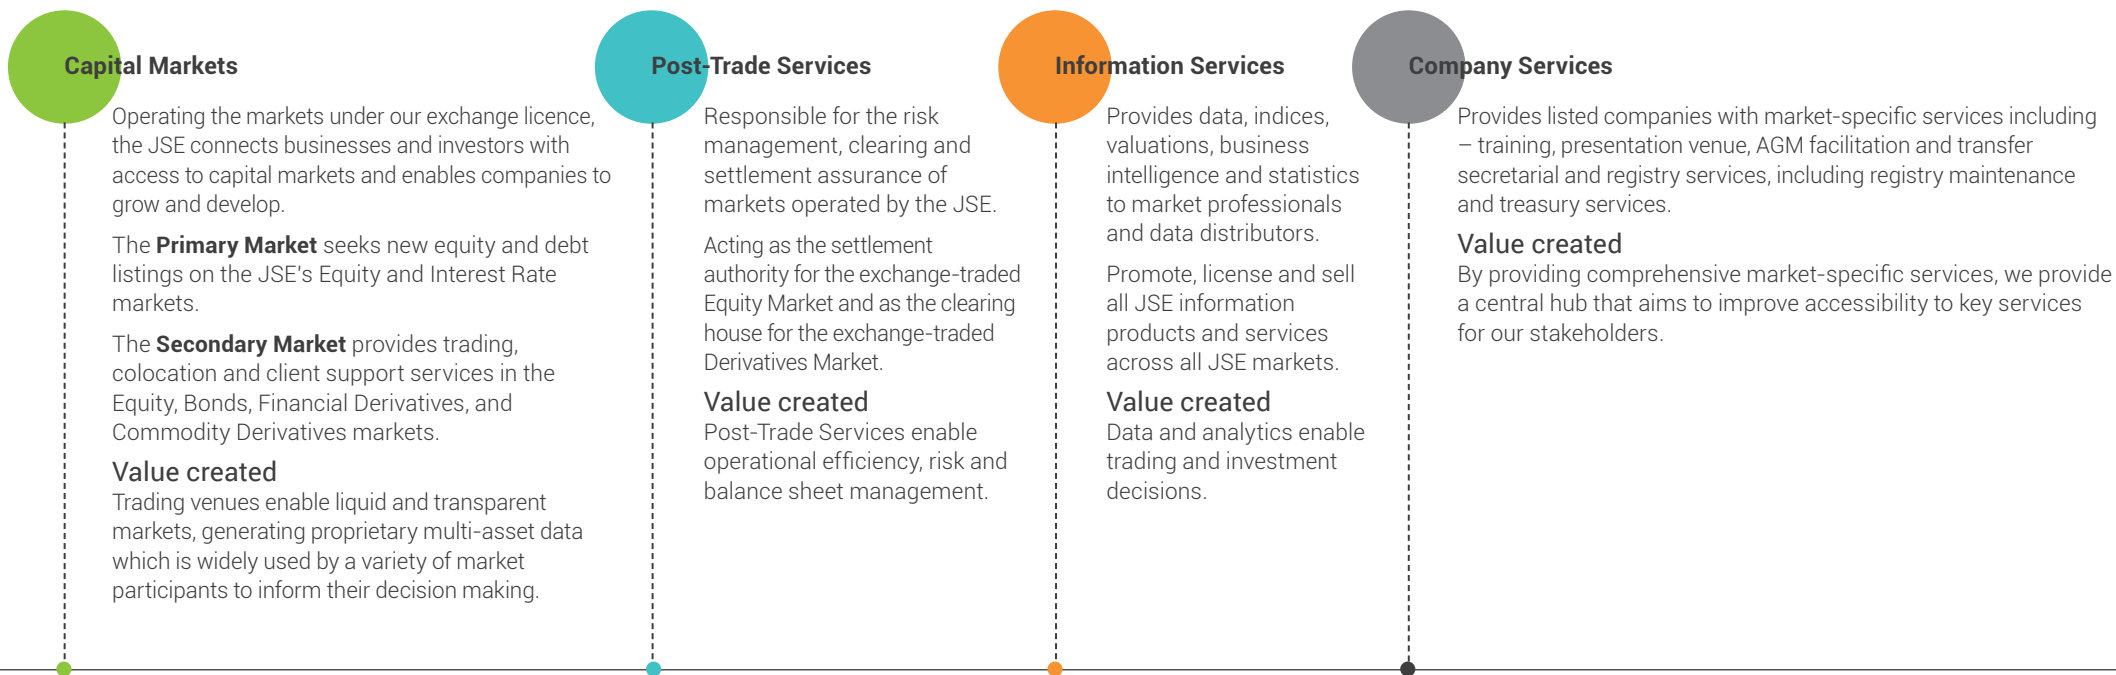 Capital Markets
Operating the markets under our exchange licence,
the JSE connects businesses and investors with
access to capital markets and enables companies to
grow and develop.
The Primary Market seeks new equity and debt
listings on the JSE's Equity and Interest Rate
markets.
The Secondary Market provides trading,
colocation and client support services in the
Equity, Bonds, Financial Derivatives, and
Commodity Derivatives markets.
Value created
Trading venues enable liquid and transparent
markets, generating proprietary multi-asset data
which is widely used by a variety of market
participants to inform their decision making.
Post-Trade Services
Responsible for the risk
management, clearing and
settlement assurance of
markets operated by the JSE.
Acting as the settlement
authority for the exchange-traded
Equity Market and as the clearing
house for the exchange-traded
Derivatives Market.
Value created
Post-Trade Services enable
operational efficiency, risk and
balance sheet management.
Information Services
Provides data, indices,
valuations, business
intelligence and statistics
to market professionals
and data distributors.
Promote, license and sell
all JSE information
products and services
across all JSE markets.
Value created
Data and analytics enable
trading and investment
decisions.
Company Services
Provides listed companies with market-specific services including
– training, presentation venue, AGM facilitation and transfer
secretarial and registry services, including registry maintenance
and treasury services.
Value created
By providing comprehensive market-specific services, we provide
a central hub that aims to improve accessibility to key services
for our stakeholders.